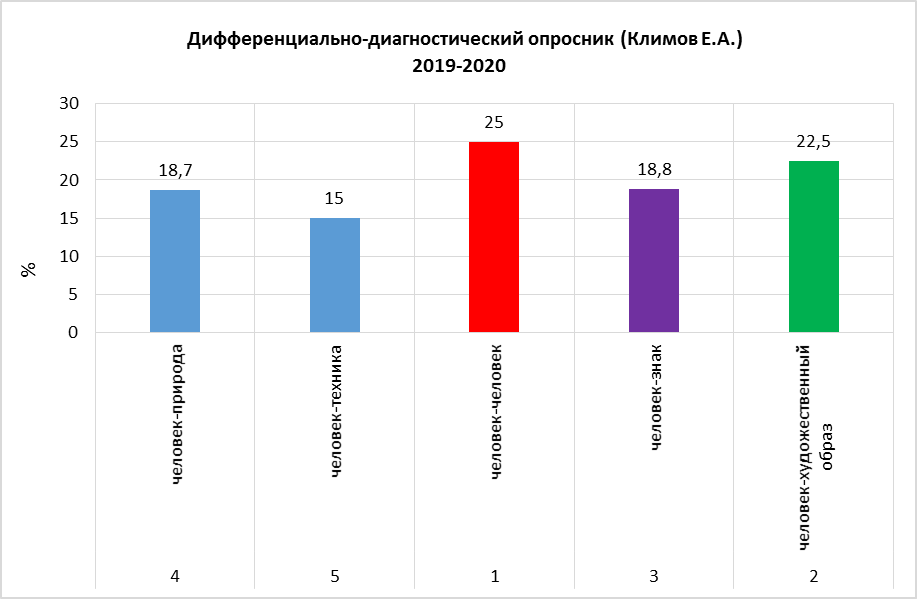 Дифференциально-диагностический опросник (Климов Е.А.)
2019-2020
30
25
20
15
10
5
0
%
18,7
15
25
18,8
22,5
человек-природа
человек-техника
человек-человек
человек-знак
человек-художественный
образ
4
5
1
3
2